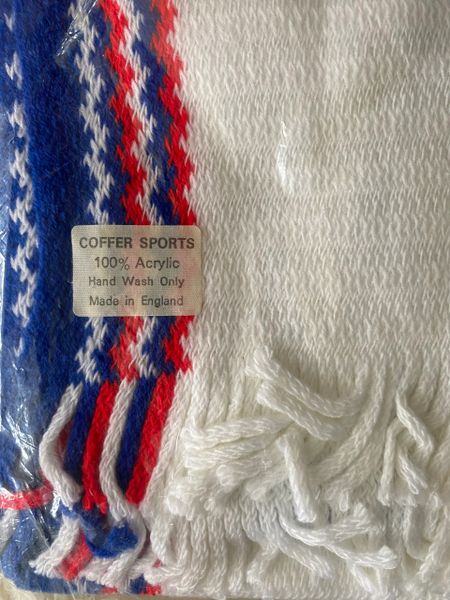 COFFER SPORTS
100% Acrylic
Hand Wash Only
Made in England